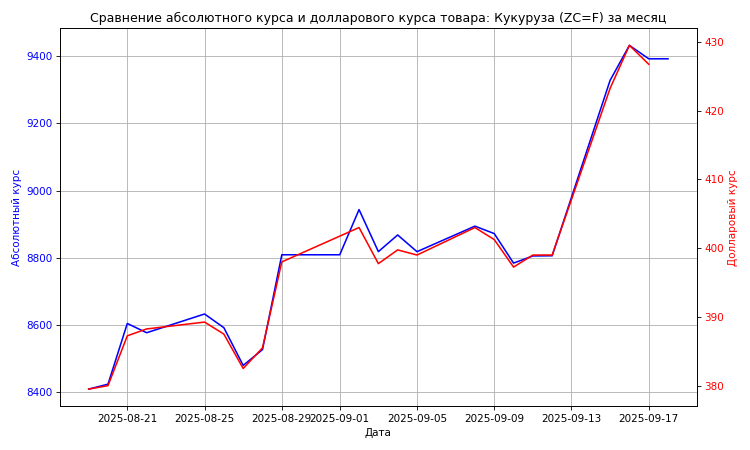 Сравнение абсолютного курса и долларового курса товара: Кукуруза (ZC=F) за месяц
Абсолютный курс
9400
9200
9000
8800
8600
8400
430
420
410
400
390
380
Долларовый курс
2025-08-21 2025-08-25 2025-08-29 2025-09-01 2025-09-05 2025-09-09 2025-09-13 2025-09-17
Дата